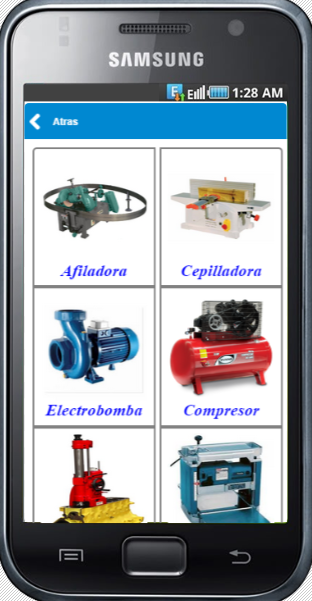 SAMSUNG
1:28 AM
Atras
Afiladora
Cepilladora
Electrobomba
Compresor